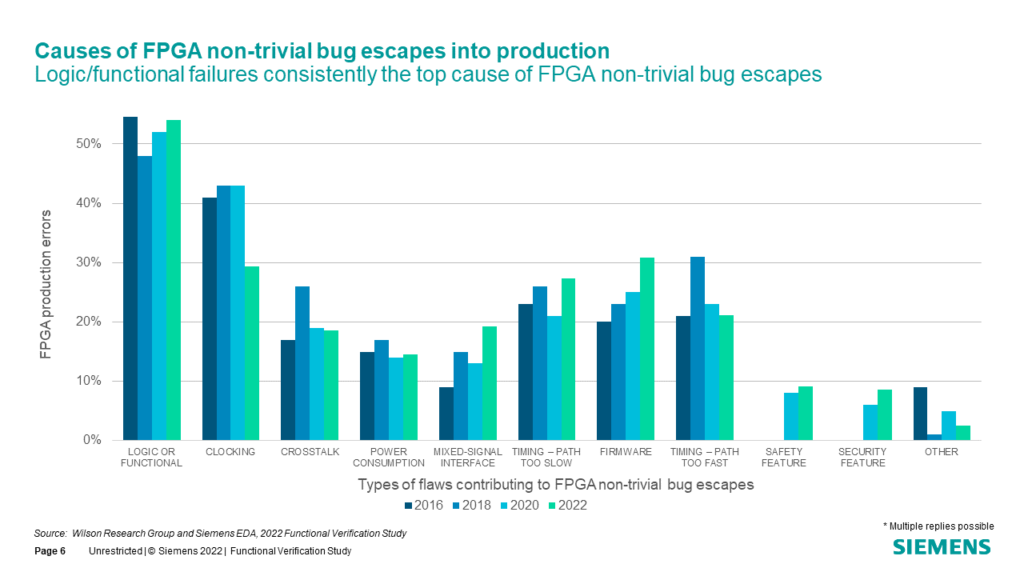 Causes of FPGA non-trivial bug escapes into production
Logic/functional failures consistently the top cause of FPGA non-trivial bug escapes
FPGA production errors
50%
40%
30%
20%
10%
0%
LOGIC OR FUNCTIONAL
CLOCKING
CROSSTALK
POWER CONSUMPTION
MIXED-SIGNAL INTERFACE
TIMING – PATH TOO SLOW
FIRMWARE
TIMING – PATH TOO FAST
SAFETY FEATURE
SECURITY FEATURE
OTHER
Types of flaws contributing to FPGA non-trivial bug escapes
2016 2018 2020 2022
* Multiple replies possible
Source: Wilson Research Group and Siemens EDA, 2022 Functional Verification Study
Page 6 Unrestricted | © Siemens 2022 | Functional Verification Study
SIEMENS